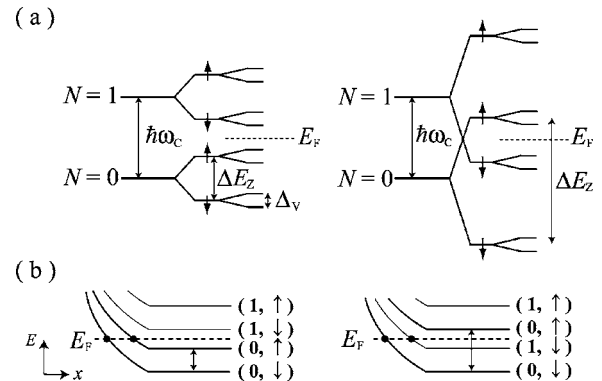 ( a )
N = 1
ħω_c
N = 0
E_F
ΔE_Z
Δ_V
N = 1
ħω_c
N = 0
E_F
ΔE_Z
( b )
E
x
E_F
(1, ↑)
(1, ↓)
(0, ↑)
(0, ↓)
E_F
(1, ↑)
(0, ↑)
(1, ↓)
(0, ↓)